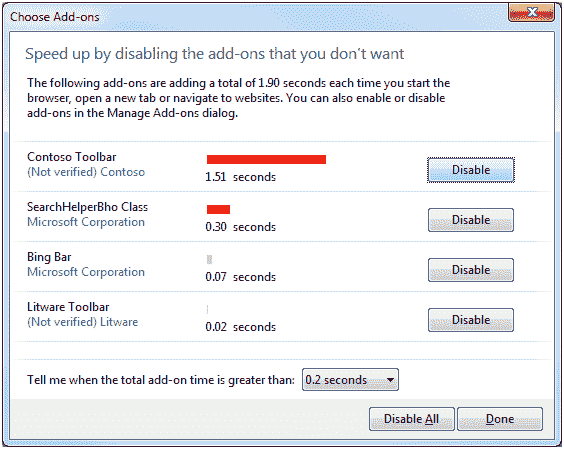 Choose Add-ons
Speed up by disabling the add-ons that you don't want
The following add-ons are adding a total of 1.90 seconds each time you start the
browser, open a new tab or navigate to websites. You can also enable or disable
add-ons in the Manage Add-ons dialog.
Contoso Toolbar
(Not verified) Contoso
1.51 seconds
Disable
SearchHelperBho Class
Microsoft Corporation
0.30 seconds
Disable
Bing Bar
Microsoft Corporation
0.07 seconds
Disable
Litware Toolbar
(Not verified) Litware
0.02 seconds
Disable
Tell me when the total add-on time is greater than: 0.2 seconds
Disable All Done